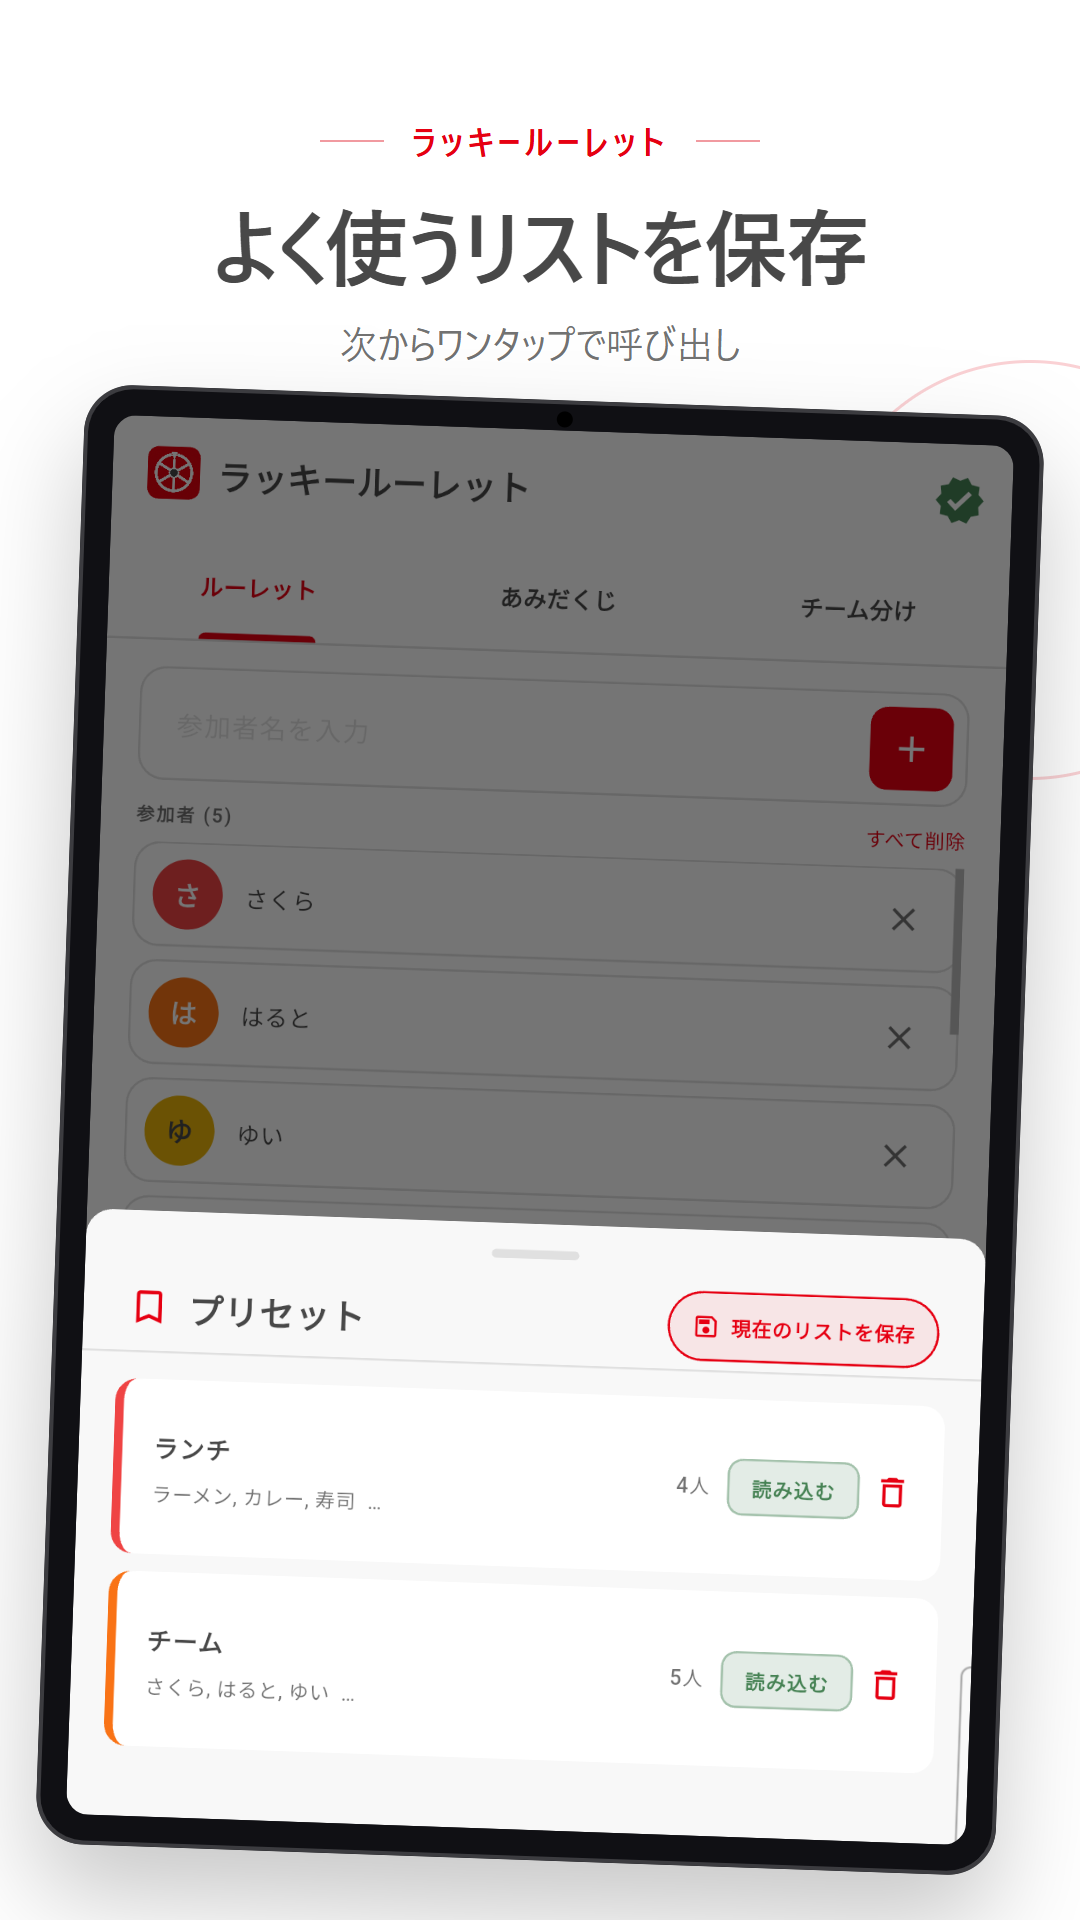 ラッキールーレット
よく使うリストを保存
次からワンタップで呼び出し
ラッキールーレット
ルーレット
あみだくじ
チーム分け
参加者名を入力
参加者 (5)
すべて削除
さ
さくら
は
はると
ゆ
ゆい
プリセット
現在のリストを保存
ランチ
ラーメン, カレー, 寿司 ...
4人
読み込む
チーム
さくら, はると, ゆい ...
5人
読み込む